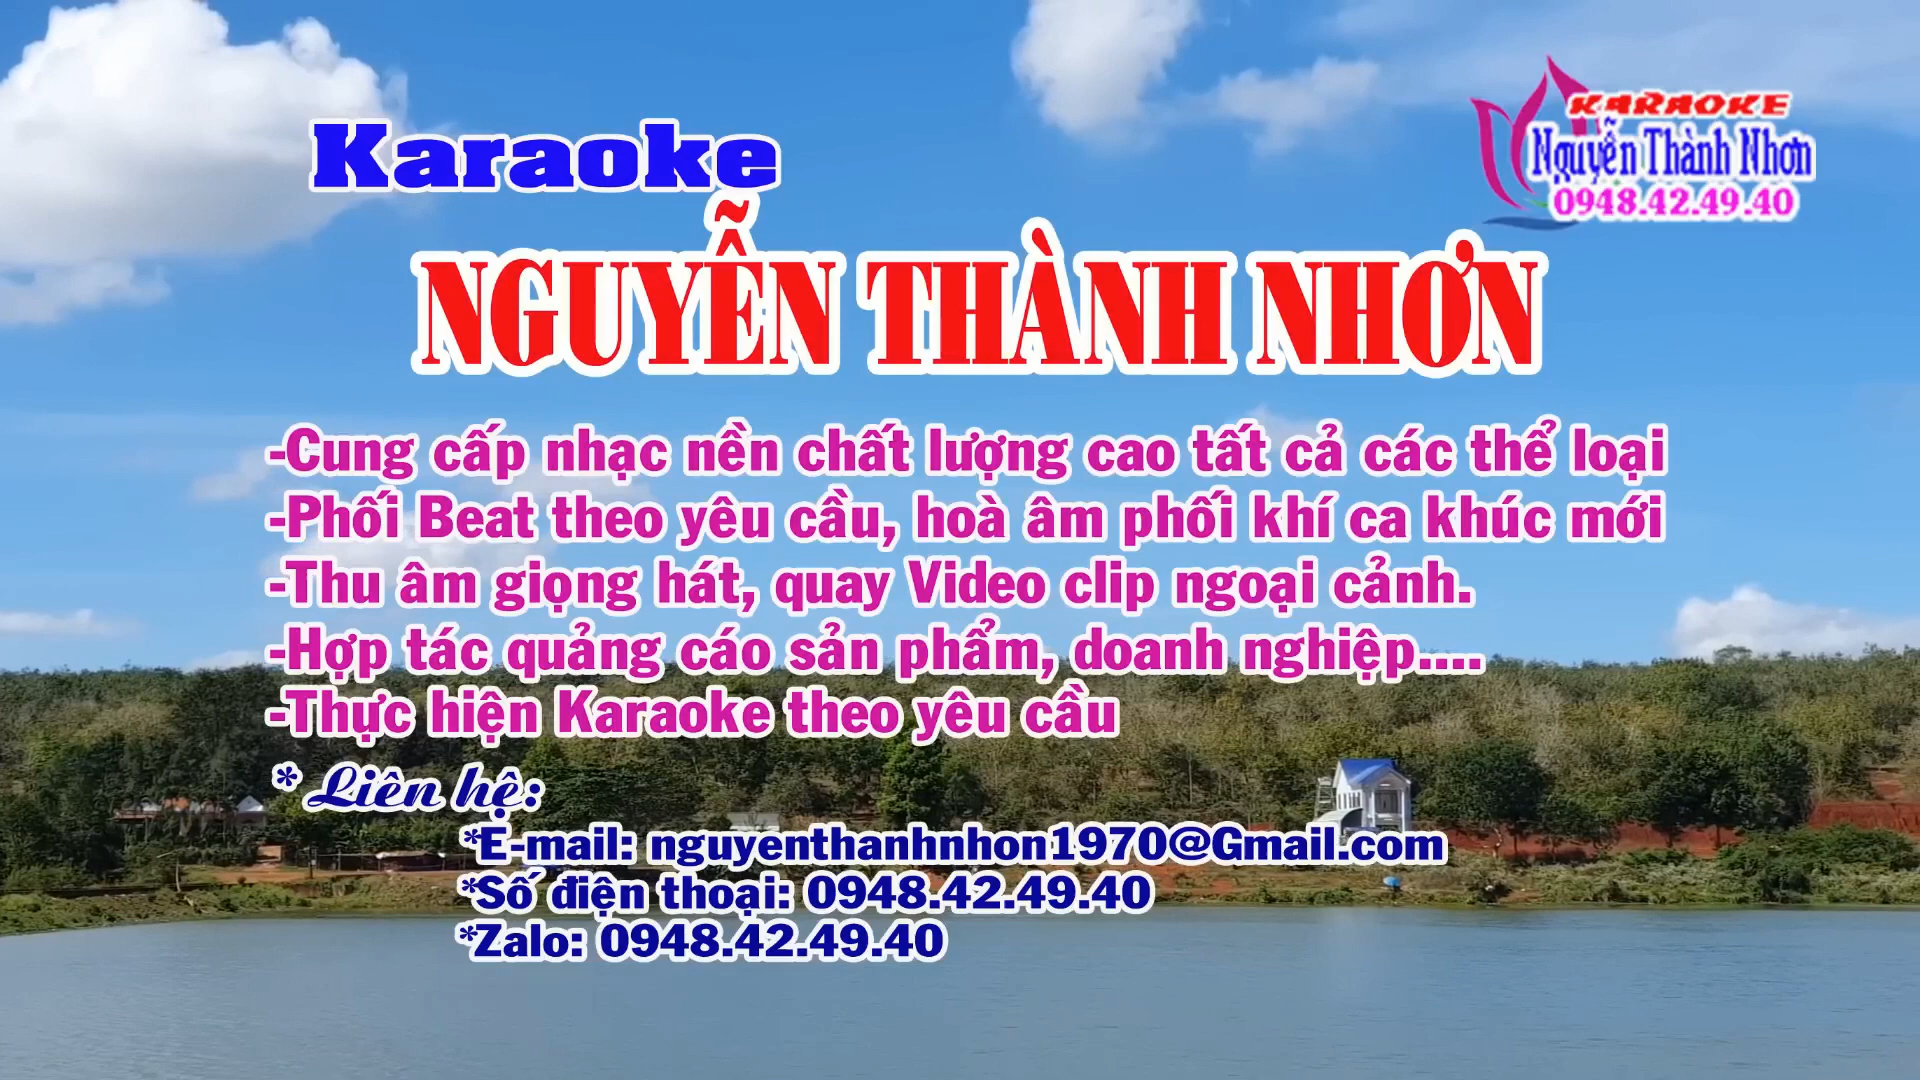 Karaoke
NGUYỄN THÀNH NHƠN
KARAOKE
Nguyễn Thành Nhơn
0948.42.49.40
-Cung cấp nhạc nền chất lượng cao tất cả các thể loại
-Phối Beat theo yêu cầu, hoà âm phối khí ca khúc mới
-Thu âm giọng hát, quay Video clip ngoại cảnh.
-Hợp tác quảng cáo sản phẩm, doanh nghiệp....
-Thực hiện Karaoke theo yêu cầu
* Liên hệ:
*E-mail: nguyenthanhnhon1970@Gmail.com
*Số điện thoại: 0948.42.49.40
*Zalo: 0948.42.49.40